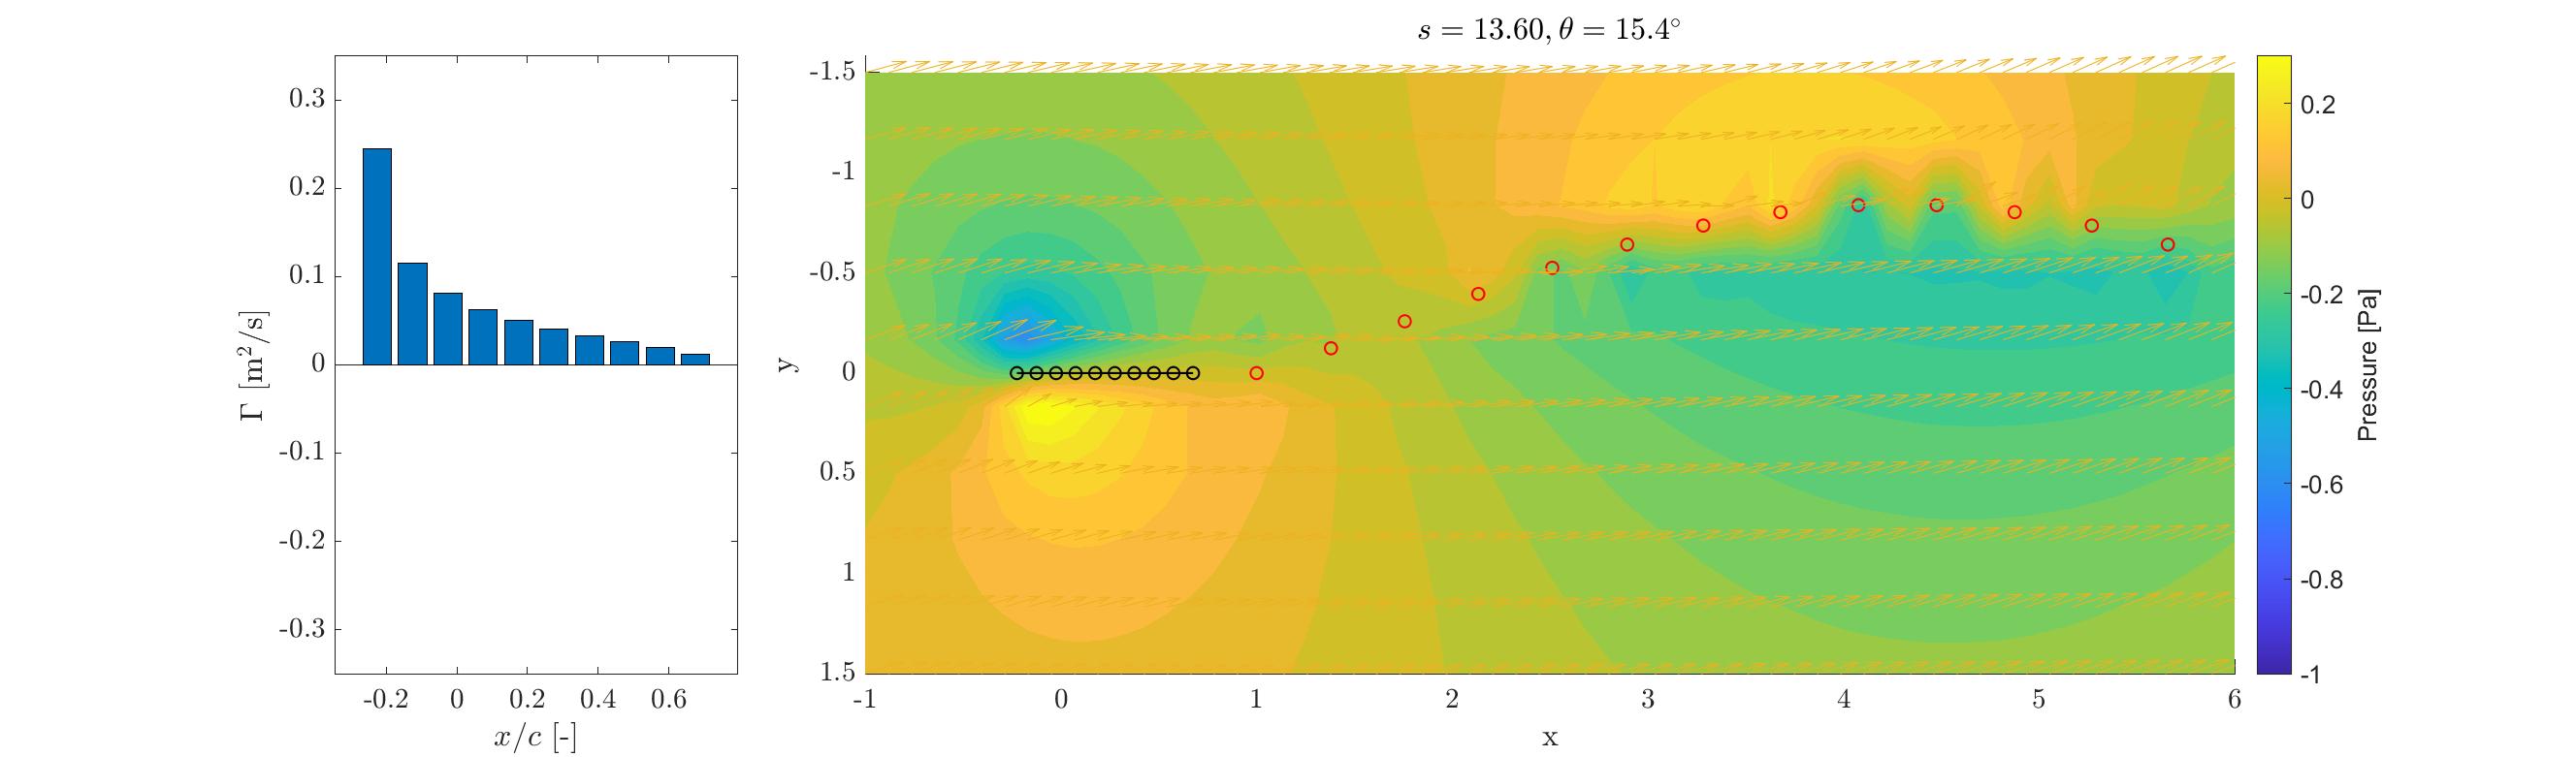 s = 13.60, θ = 15.4°
0.3
0.2
0.1
0
-0.1
-0.2
-0.3
Γ [m²/s]
-0.2 0 0.2 0.4 0.6
x/c [-]
-1.5
-1
-0.5
0
0.5
1
1.5
y
-1 0 1 2 3 4 5 6
x
0.2
0
-0.2
-0.4
-0.6
-0.8
-1
Pressure [Pa]